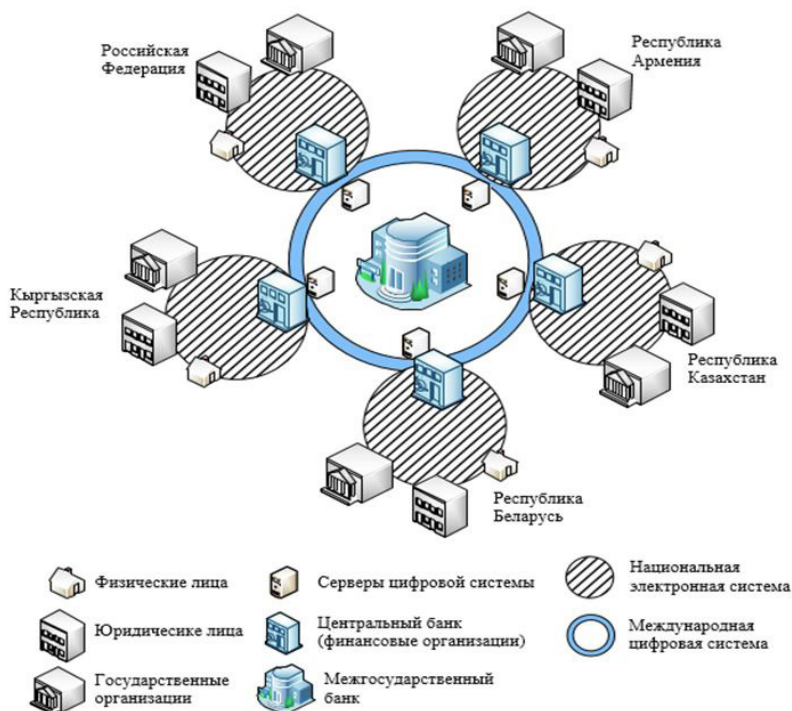 Российская
Федерация
Республика
Армения
Кыргызская
Республика
Республика
Казахстан
Республика
Беларусь
Физические лица
Серверы цифровой системы
Национальная
электронная система
Юридичесике лица
Центральный банк
(финансовые организации)
Международная
цифровая система
Государственные
организации
Межгосударственный
банк